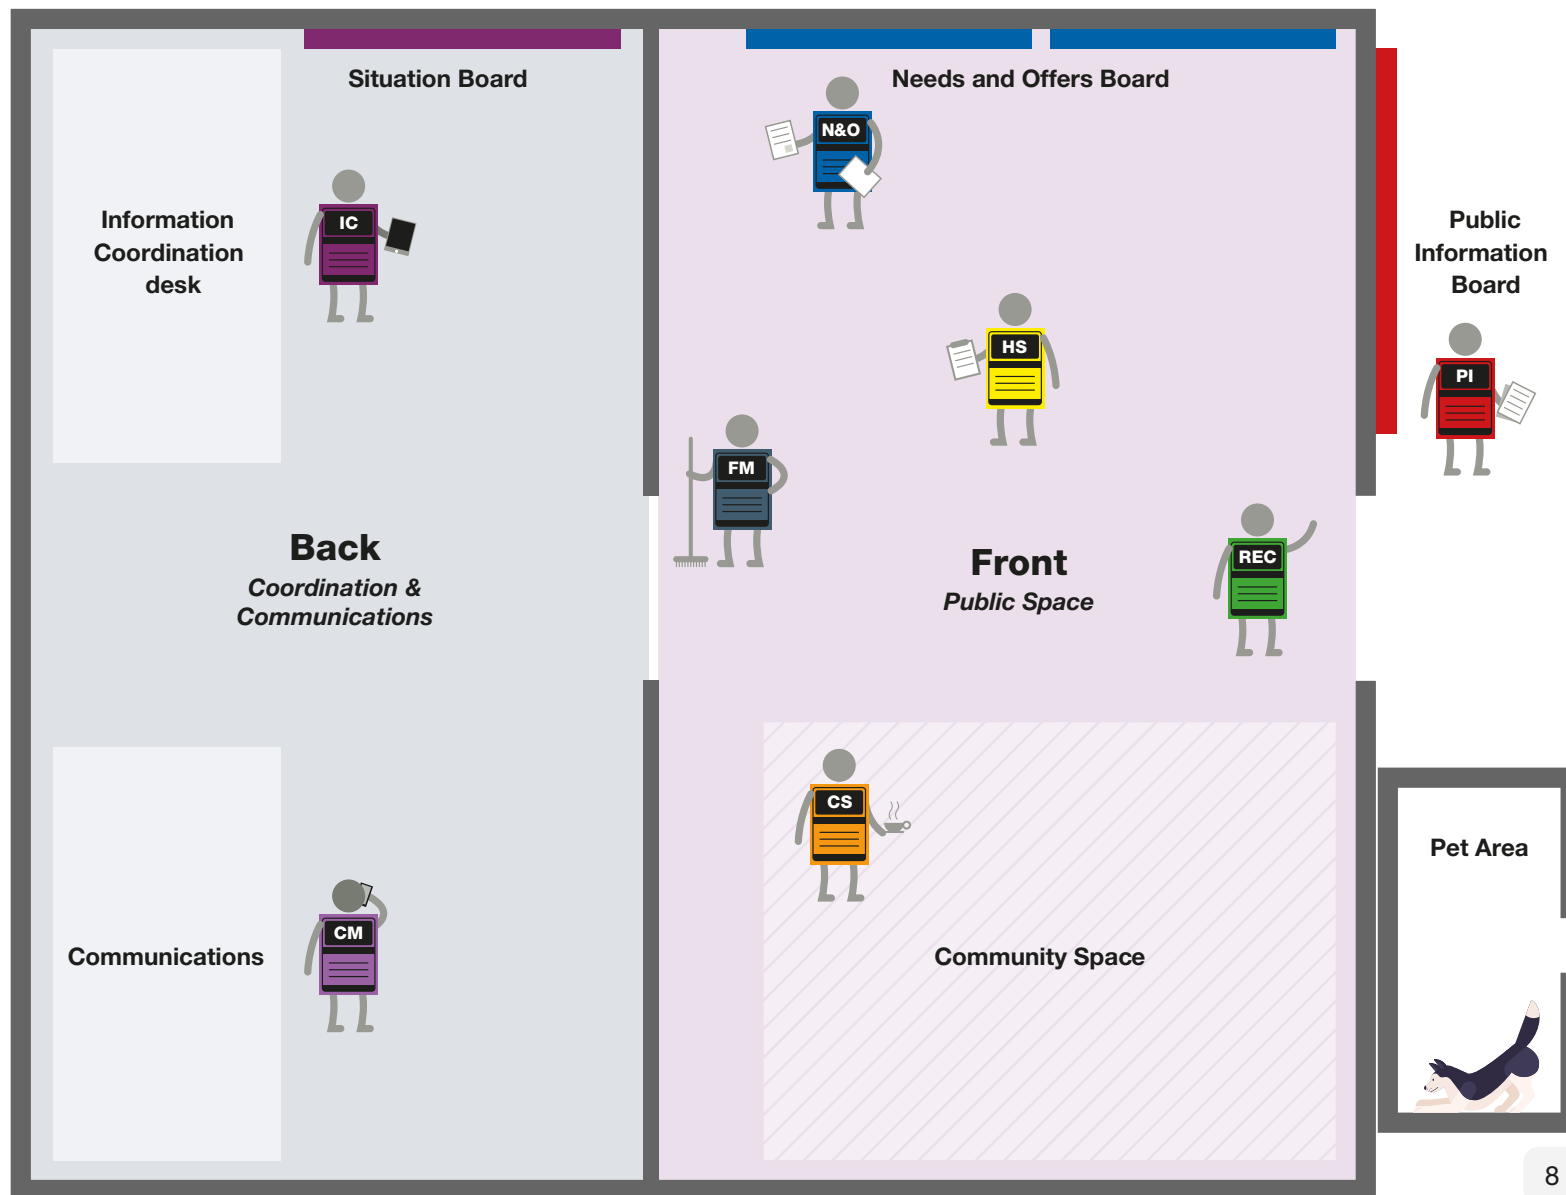 Situation Board
Needs and Offers Board
N&O
Information
Coordination
desk
IC
Public
Information
Board
HS
PI
FM
Back
Coordination &
Communications
Front
Public Space
REC
CS
Pet Area
Communications
CM
Community Space
8